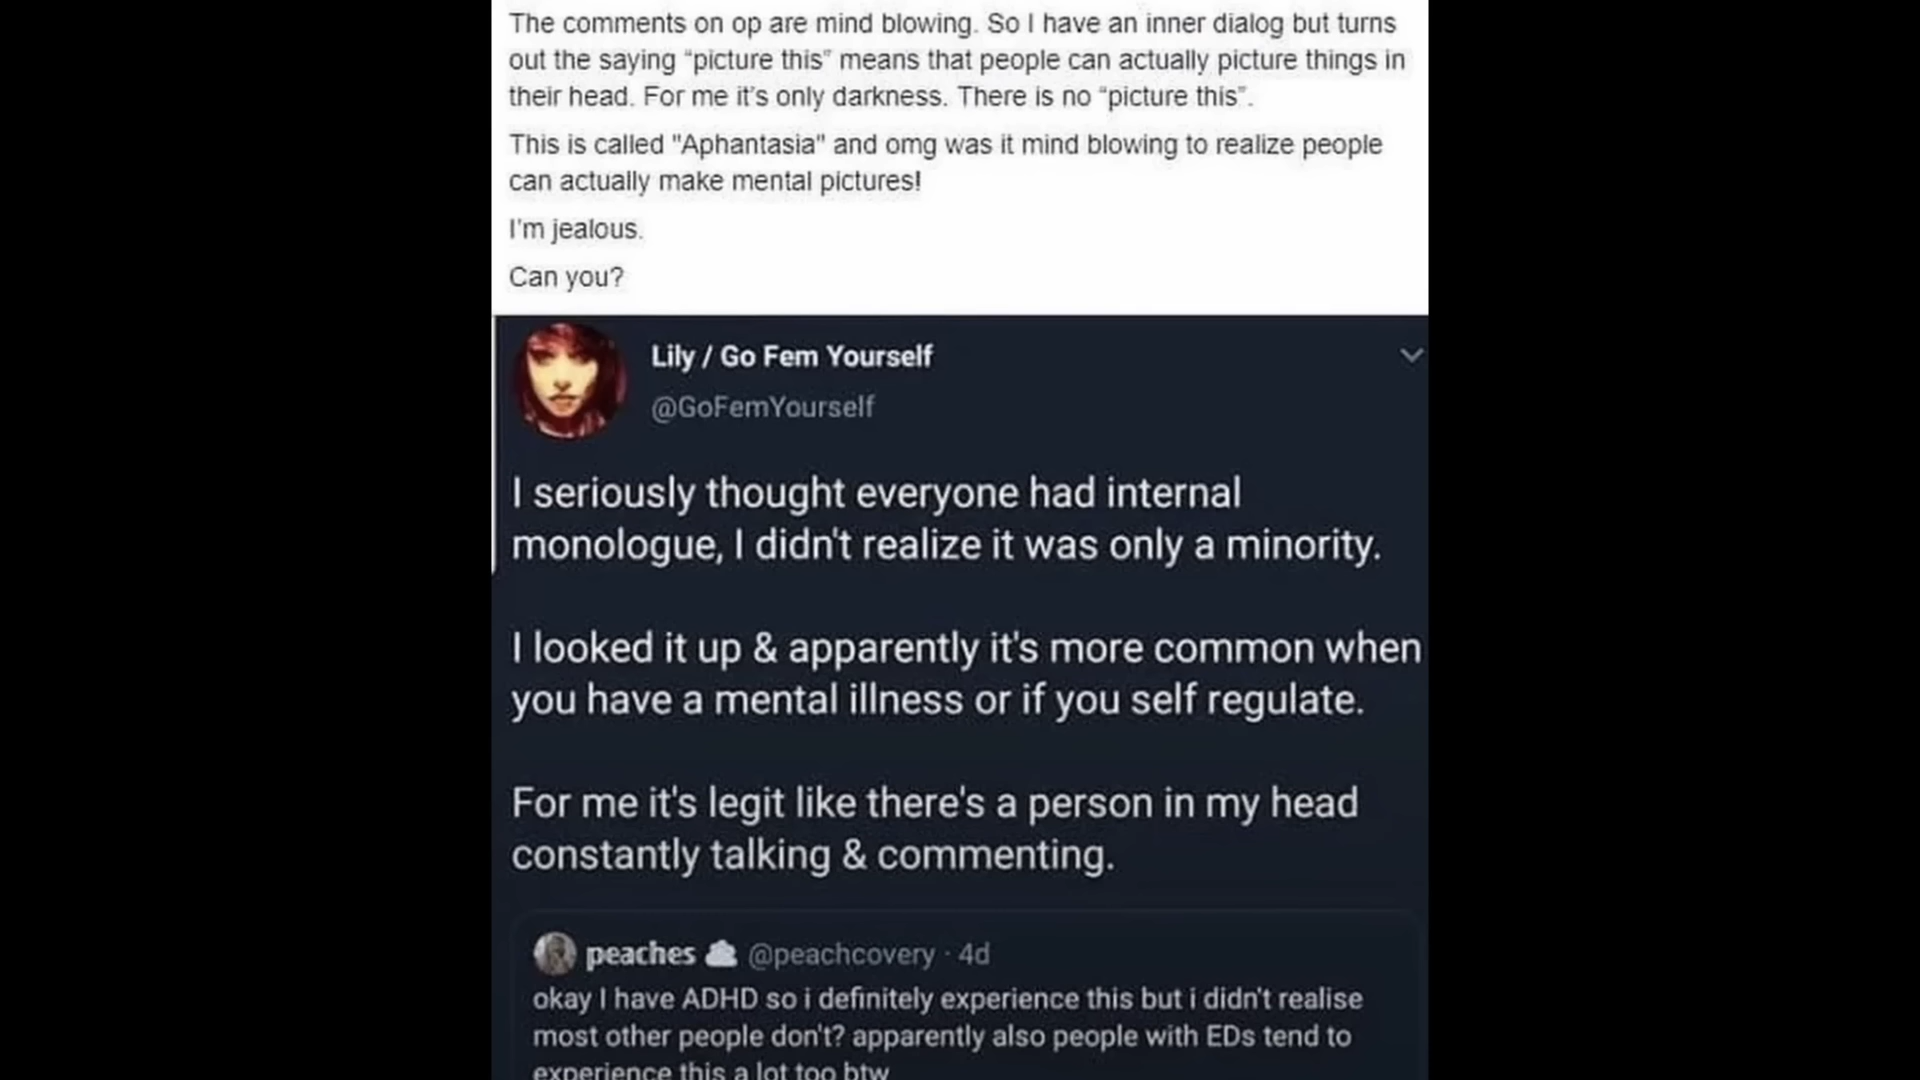 The comments on op are mind blowing. So I have an inner dialog but turns
out the saying “picture this” means that people can actually picture things in
their head. For me it's only darkness. There is no “picture this”.
This is called "Aphantasia" and omg was it mind blowing to realize people
can actually make mental pictures!
I'm jealous.
Can you?
Lily / Go Fem Yourself
@GoFemYourself
I seriously thought everyone had internal
monologue, I didn't realize it was only a minority.
I looked it up & apparently it's more common when
you have a mental illness or if you self regulate.
For me it's legit like there's a person in my head
constantly talking & commenting.
peaches @peachcovery · 4d
okay I have ADHD so i definitely experience this but i didn't realise
most other people don't? apparently also people with EDs tend to
experience this a lot too btw